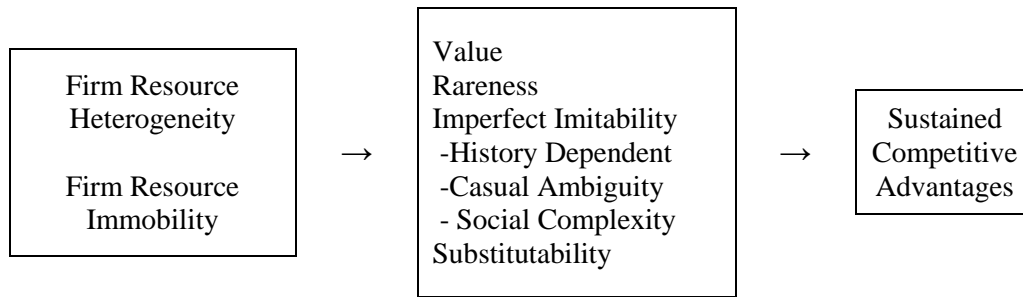 Firm Resource
Heterogeneity
Firm Resource
Immobility
→
Value
Rareness
Imperfect Imitability
-History Dependent
-Casual Ambiguity
- Social Complexity
Substitutability
→
Sustained
Competitive
Advantages